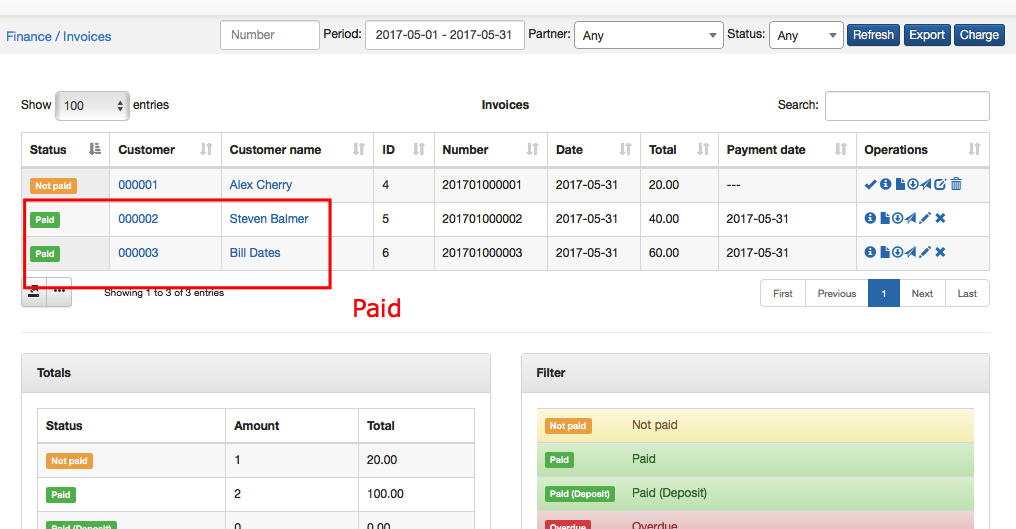 Finance / Invoices Number Period: 2017-05-01 - 2017-05-31 Partner: Any Status: Any Refresh Export Charge
Show 100 entries Invoices Search:
Status Customer Customer name ID Number Date Total Payment date Operations
Not paid 000001 Alex Cherry 4 201701000001 2017-05-31 20.00 ---
Paid 000002 Steven Balmer 5 201701000002 2017-05-31 40.00 2017-05-31
Paid 000003 Bill Dates 6 201701000003 2017-05-31 60.00 2017-05-31
Showing 1 to 3 of 3 entries First Previous 1 Next Last
Paid
Totals
Status Amount Total
Not paid 1 20.00
Paid 2 100.00
Paid (Deposit) 0 0.00
Filter
Not paid Not paid
Paid Paid
Paid (Deposit) Paid (Deposit)
Overdue Overdue